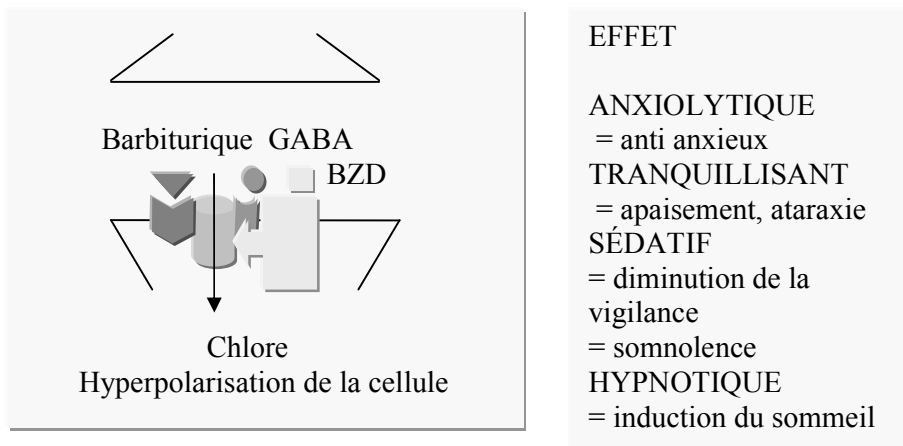 Barbiturique GABA
BZD
Chlore
Hyperpolarisation de la cellule
EFFET
ANXIOLYTIQUE
= anti anxieux
TRANQUILLISANT
= apaisement, ataraxie
SÉDATIF
= diminution de la
vigilance
= somnolence
HYPNOTIQUE
= induction du sommeil